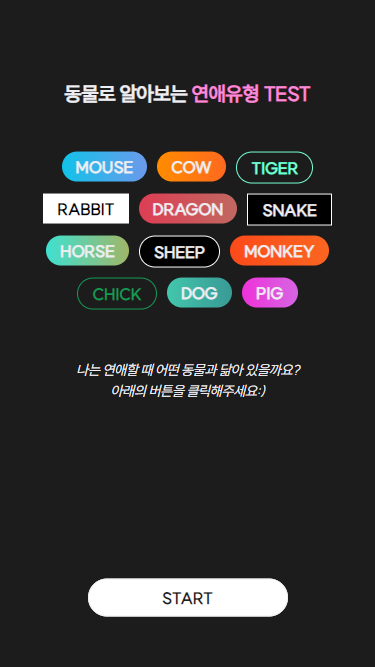 동물로 알아보는 연애유형 TEST
MOUSE COW TIGER
RABBIT DRAGON SNAKE
HORSE SHEEP MONKEY
CHICK DOG PIG
나는 연애할 때 어떤 동물과 닮아 있을까요?
아래의 버튼을 클릭해주세요:)
START